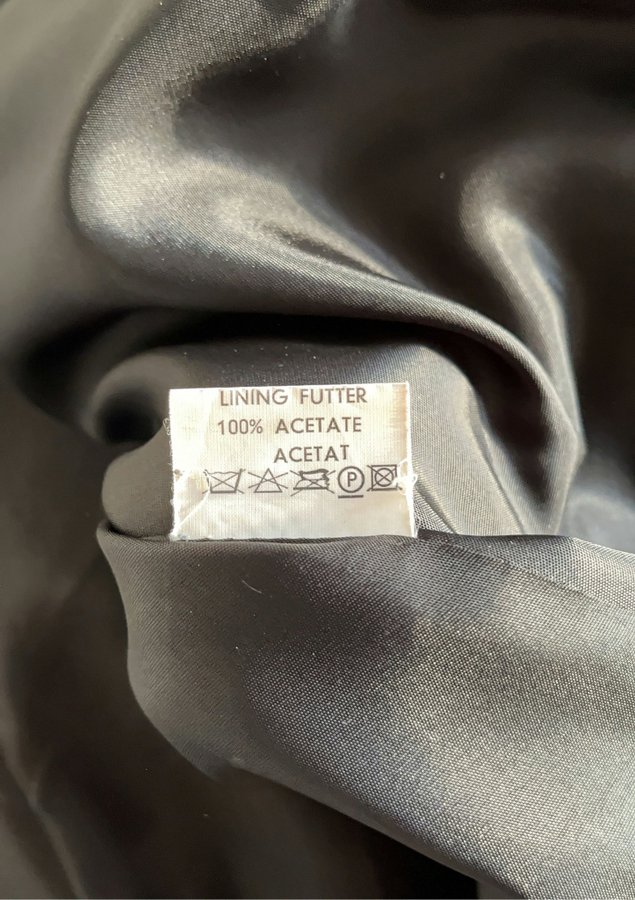 LINING FUTTER
100% ACETATE
ACETAT
P